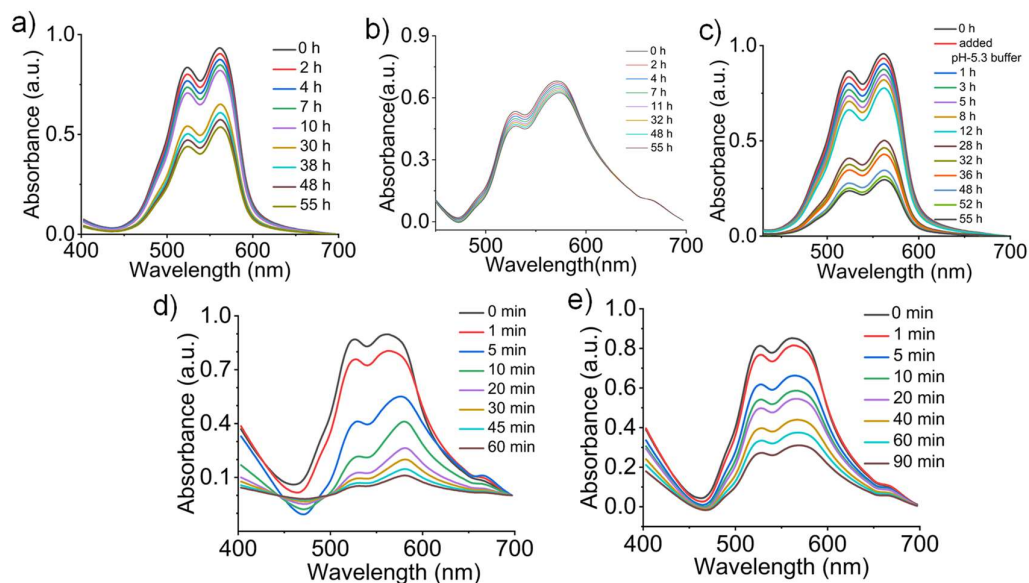 a)
Absorbance (a.u.)
1.0
0.5
0.0
400
500
600
700
Wavelength (nm)
0 h
2 h
4 h
7 h
10 h
30 h
38 h
48 h
55 h
b)
Absorbance(a.u.)
0.9
0.6
0.3
0.0
500
600
700
Wavelength(nm)
0 h
2 h
4 h
7 h
11 h
32 h
48 h
55 h
c)
Absorbance (a.u.)
1.0
0.5
0.0
500
600
700
Wavelength (nm)
0 h
added
pH-5.3 buffer
1 h
3 h
5 h
8 h
12 h
28 h
32 h
36 h
48 h
52 h
55 h
d)
Absorbance (a.u.)
1.0
0.7
0.4
0.1
400
500
600
700
Wavelength (nm)
0 min
1 min
5 min
10 min
20 min
30 min
45 min
60 min
e)
Absorbance (a.u.)
1.0
0.8
0.6
0.4
0.2
0.0
400
500
600
700
Wavelength (nm)
0 min
1 min
5 min
10 min
20 min
40 min
60 min
90 min